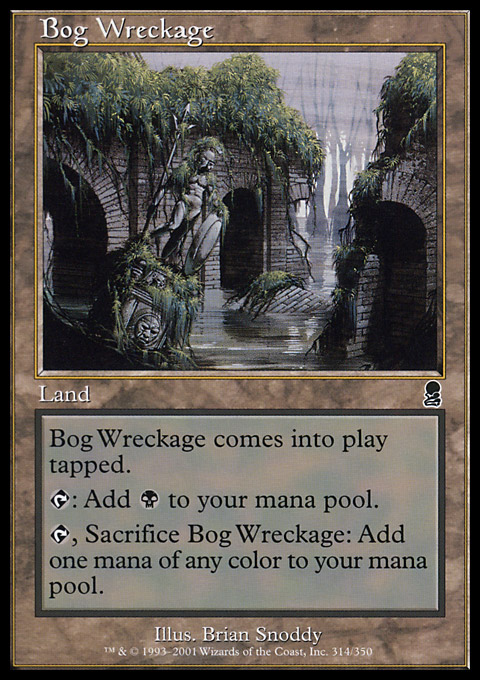 Bog Wreckage
Land
Bog Wreckage comes into play
tapped.
: Add to your mana pool.
, Sacrifice Bog Wreckage: Add
one mana of any color to your mana
pool.
Illus. Brian Snoddy
™ & © 1993–2001 Wizards of the Coast, Inc. 314/350